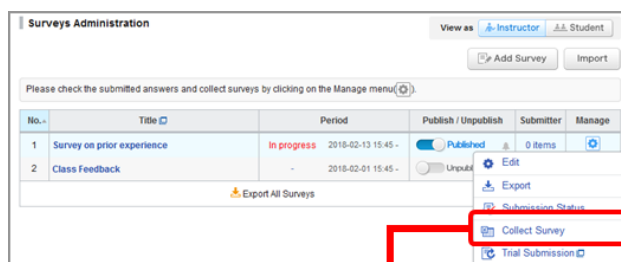 Surveys Administration
View as Instructor Student
Add Survey Import
Please check the submitted answers and collect surveys by clicking on the Manage menu( ).
No. Title Period Publish / Unpublish Submitter Manage
1 Survey on prior experience In progress 2018-02-13 15:45 - Published 0 items
2 Class Feedback - 2018-02-01 15:45 - Unpubl
Edit
Export All Surveys
Export
Submission Status
Collect Survey
Trial Submission